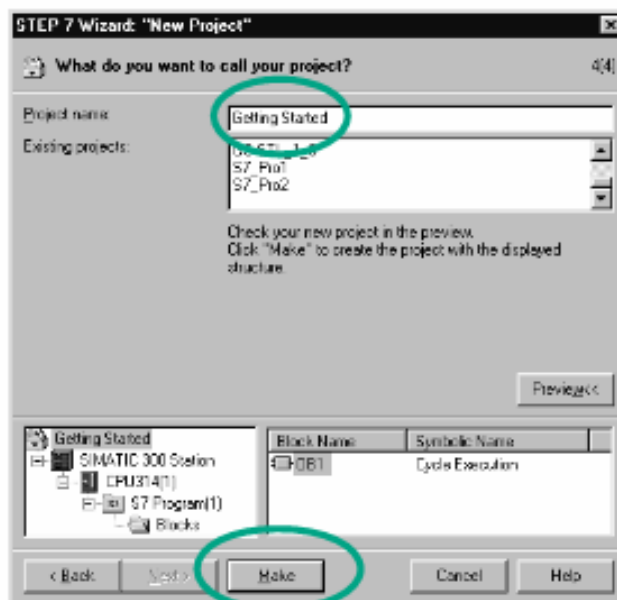 STEP 7 Wizard: "New Project"
What do you want to call your project? 4(4)
Project name: Getting Started
Existing projects:
S7_Pro1
S7_Pro2
Check your new project in the preview.
Click "Make" to create the project with the displayed
structure.
Preview<<
Getting Started
SIMATIC 300 Station
CPU314(1)
S7 Program(1)
Blocks
Block Name Symbolic Name
OB1 Cycle Execution
< Back Next > Make Cancel Help